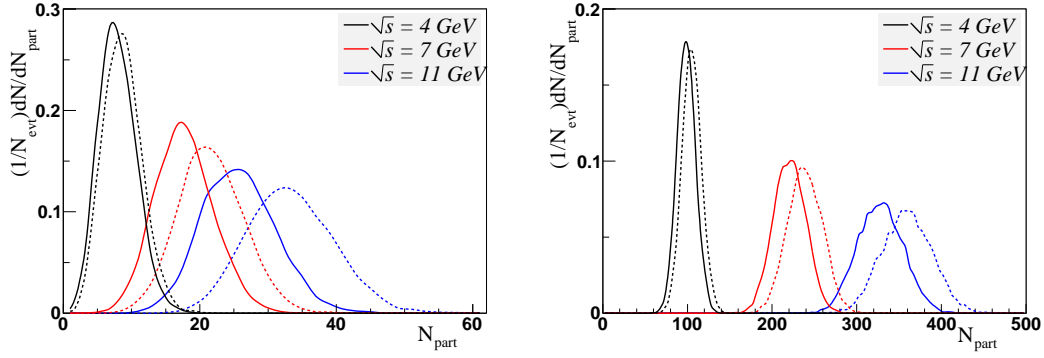 (1/N_evt)dN/dN_part
0.3
0.2
0.1
0
√s = 4 GeV
√s = 7 GeV
√s = 11 GeV
0 20 40 60
N_part
(1/N_evt)dN/dN_part
0.2
0.1
0
√s = 4 GeV
√s = 7 GeV
√s = 11 GeV
0 100 200 300 400 500
N_part